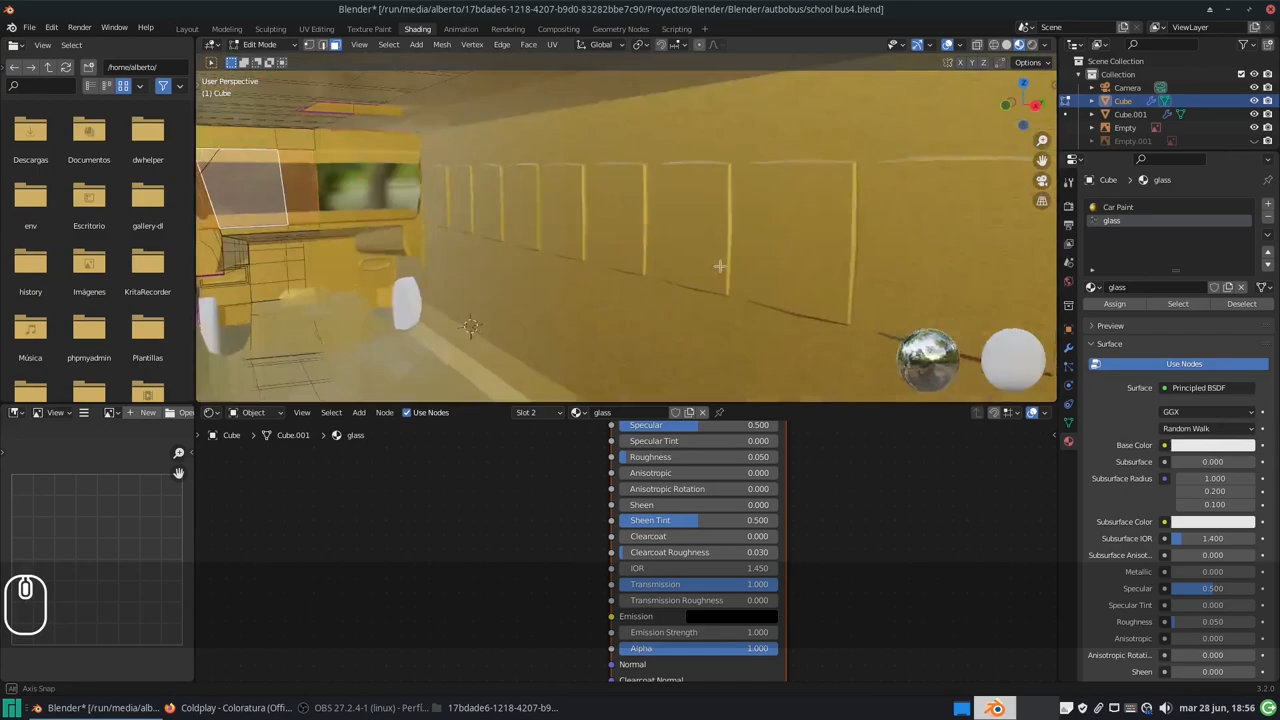 Blender* [/run/media/alberto/17bdade6-1218-4207-b9d0-83282bbe7c90/Proyectos/Blender/Blender/autbobus/school bus4.blend]
File Edit Render Window Help Layout Modeling Sculpting UV Editing Texture Paint Shading Animation Rendering Compositing Geometry Nodes Scripting + Scene ViewLayer
View Select Edit Mode View Select Add Mesh Vertex Edge Face UV Global
/home/alberto/ Options
X Y Z
User Perspective
(1) Cube
Descargas Documentos dwhelper
env Escritorio gallery-dl
history Imágenes KritaRecorder
Música phpmyadmin Plantillas
Scene Collection
Collection
Camera
Cube
Cube.001
Empty
Empty.001
Cube > glass
Car Paint
glass
glass
Assign Select Deselect
Preview
Surface
Use Nodes
Surface Principled BSDF
GGX
Random Walk
Base Color
Subsurface 0.000
Subsurface Radius 1.000
0.200
0.100
Subsurface Color
Subsurface IOR 1.400
Subsurface Anisot... 0.000
Metallic 0.000
Specular 0.500
Specular Tint 0.000
Roughness 0.050
Anisotropic 0.000
Anisotropic Rotati... 0.000
Sheen 0.000
View New Open
Object View Select Add Node Use Nodes Slot 2 glass
Cube > Cube.001 > glass
Specular 0.500
Specular Tint 0.000
Roughness 0.050
Anisotropic 0.000
Anisotropic Rotation 0.000
Sheen 0.000
Sheen Tint 0.500
Clearcoat 0.000
Clearcoat Roughness 0.030
IOR 1.450
Transmission 1.000
Transmission Roughness 0.000
Emission
Emission Strength 1.000
Alpha 1.000
Normal
Clearcoat Normal
Axis Snap 3.2.0
Blender* [/run/media/alb... Coldplay - Coloratura (Ofi... OBS 27.2.4-1 (linux) - Perfil... 17bdade6-1218-4207-b9... mar 28 jun, 18:56